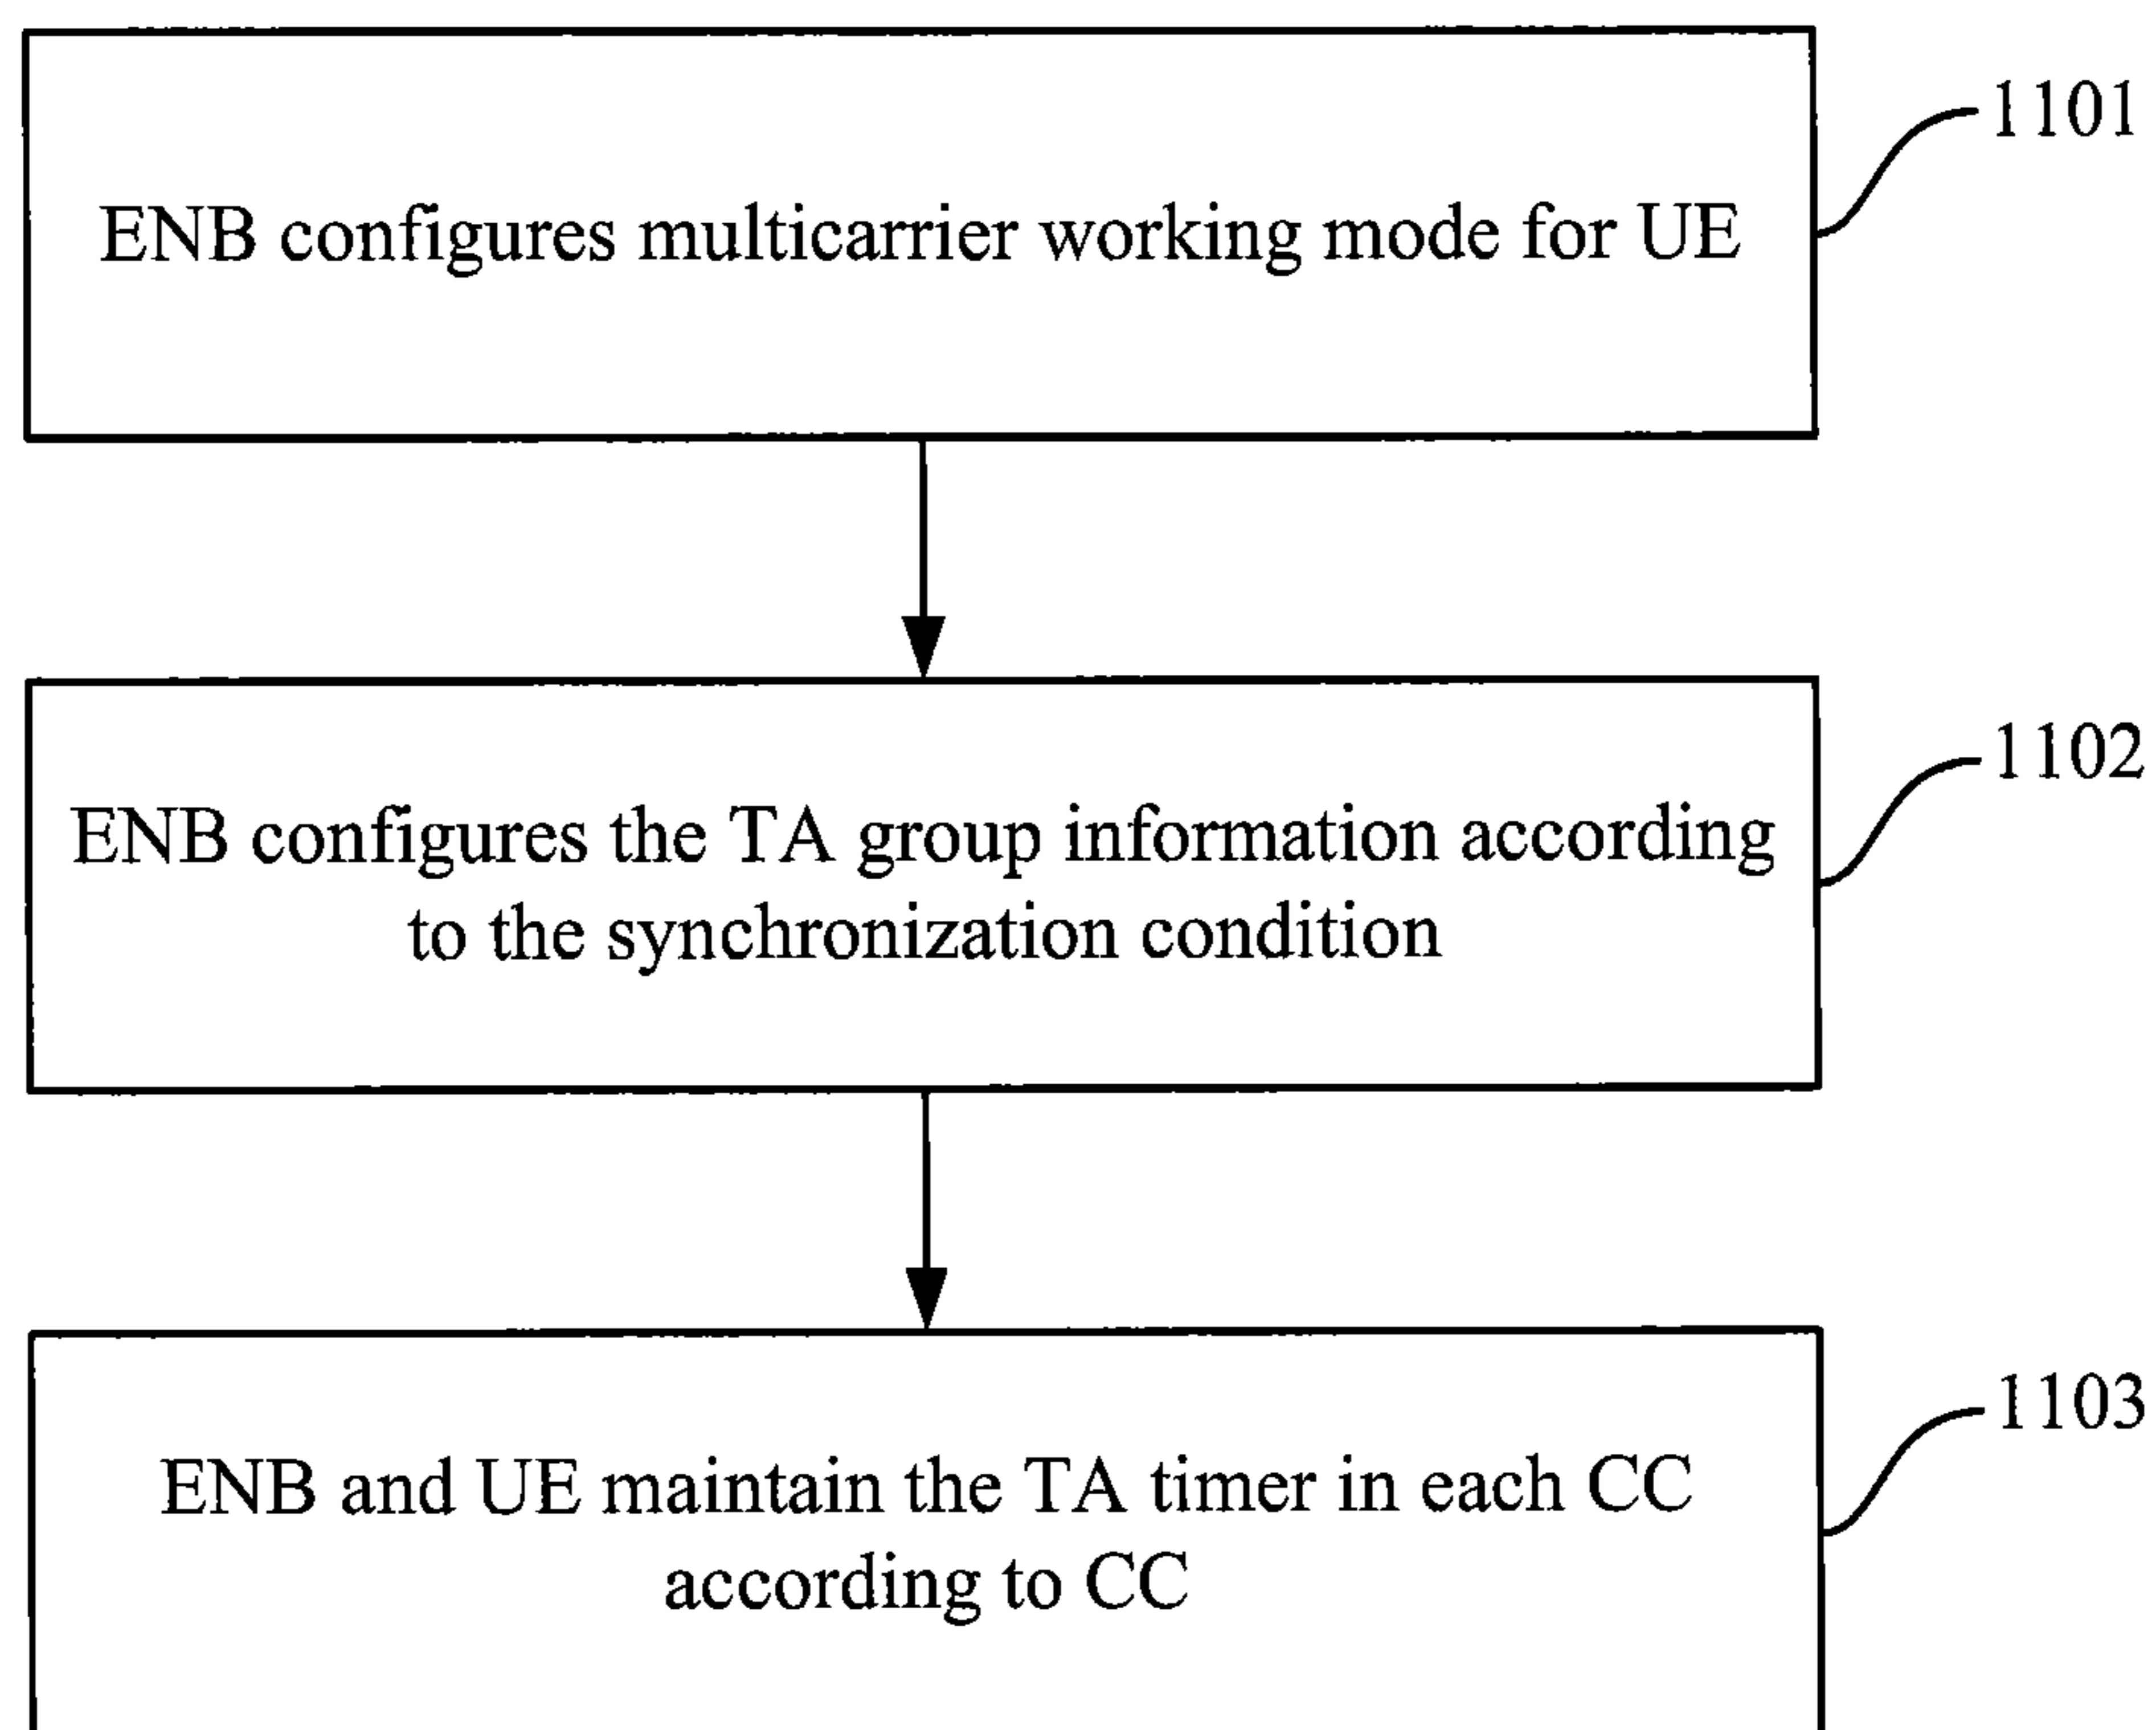 1101
ENB configures multicarrier working mode for UE
1102
ENB configures the TA group information according
to the synchronization condition
1103
ENB and UE maintain the TA timer in each CC
according to CC